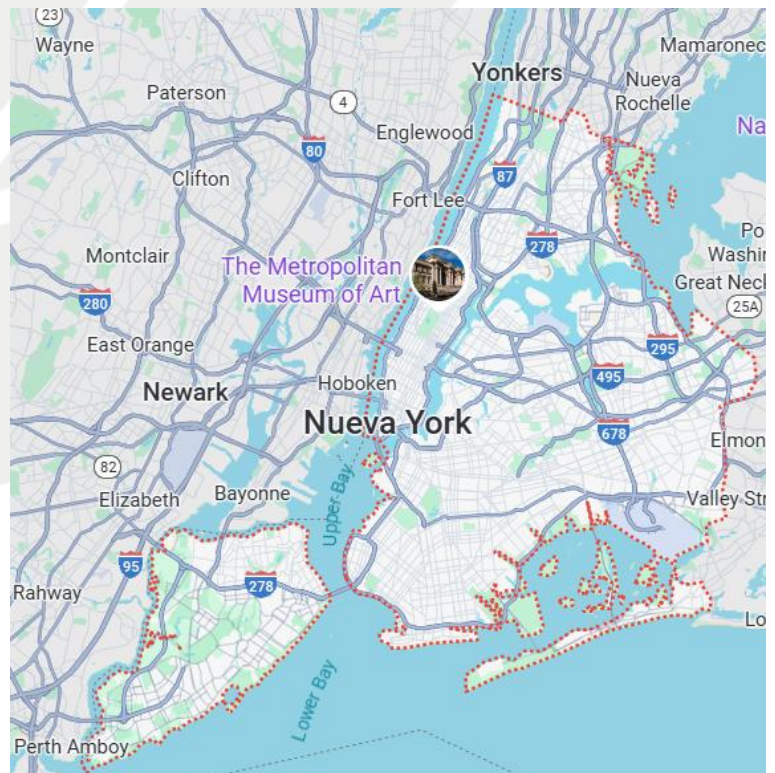 23
Wayne
Yonkers
Mamaronec
Paterson
4
Nueva
Rochelle
Englewood
Na
80
87
Clifton
Fort Lee
278
Montclair
The Metropolitan
Museum of Art
Po
Washin
Great Neck
280
25A
East Orange
295
Hoboken
495
Newark
Nueva York
678
Elmon
82
Elizabeth
Bayonne
Upper Bay
Valley Str
95
278
Rahway
Lo
Lower Bay
Perth Amboy